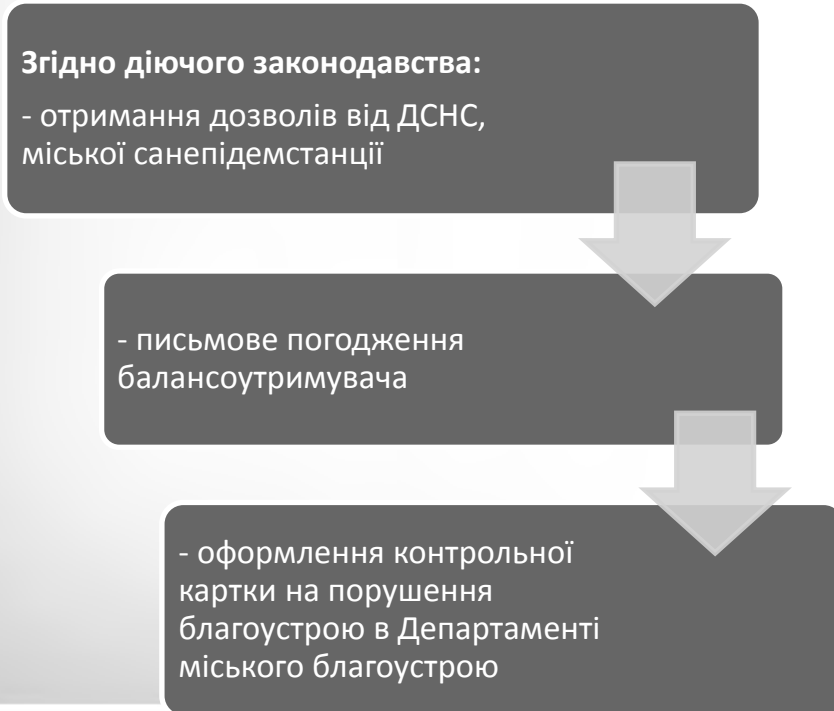 Згідно діючого законодавства:
- отримання дозволів від ДСНС,
міської санепідемстанції
- письмове погодження
балансоутримувача
- оформлення контрольної
картки на порушення
благоустрою в Департаменті
міського благоустрою